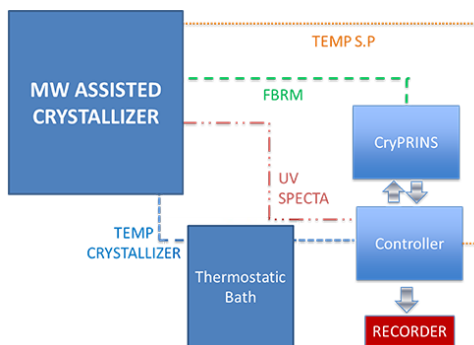 TEMP S.P
MW ASSISTED
CRYSTALLIZER
FBRM
CryPRINS
UV
SPECTA
TEMP
CRYSTALLIZER
Thermostatic
Bath
Controller
RECORDER